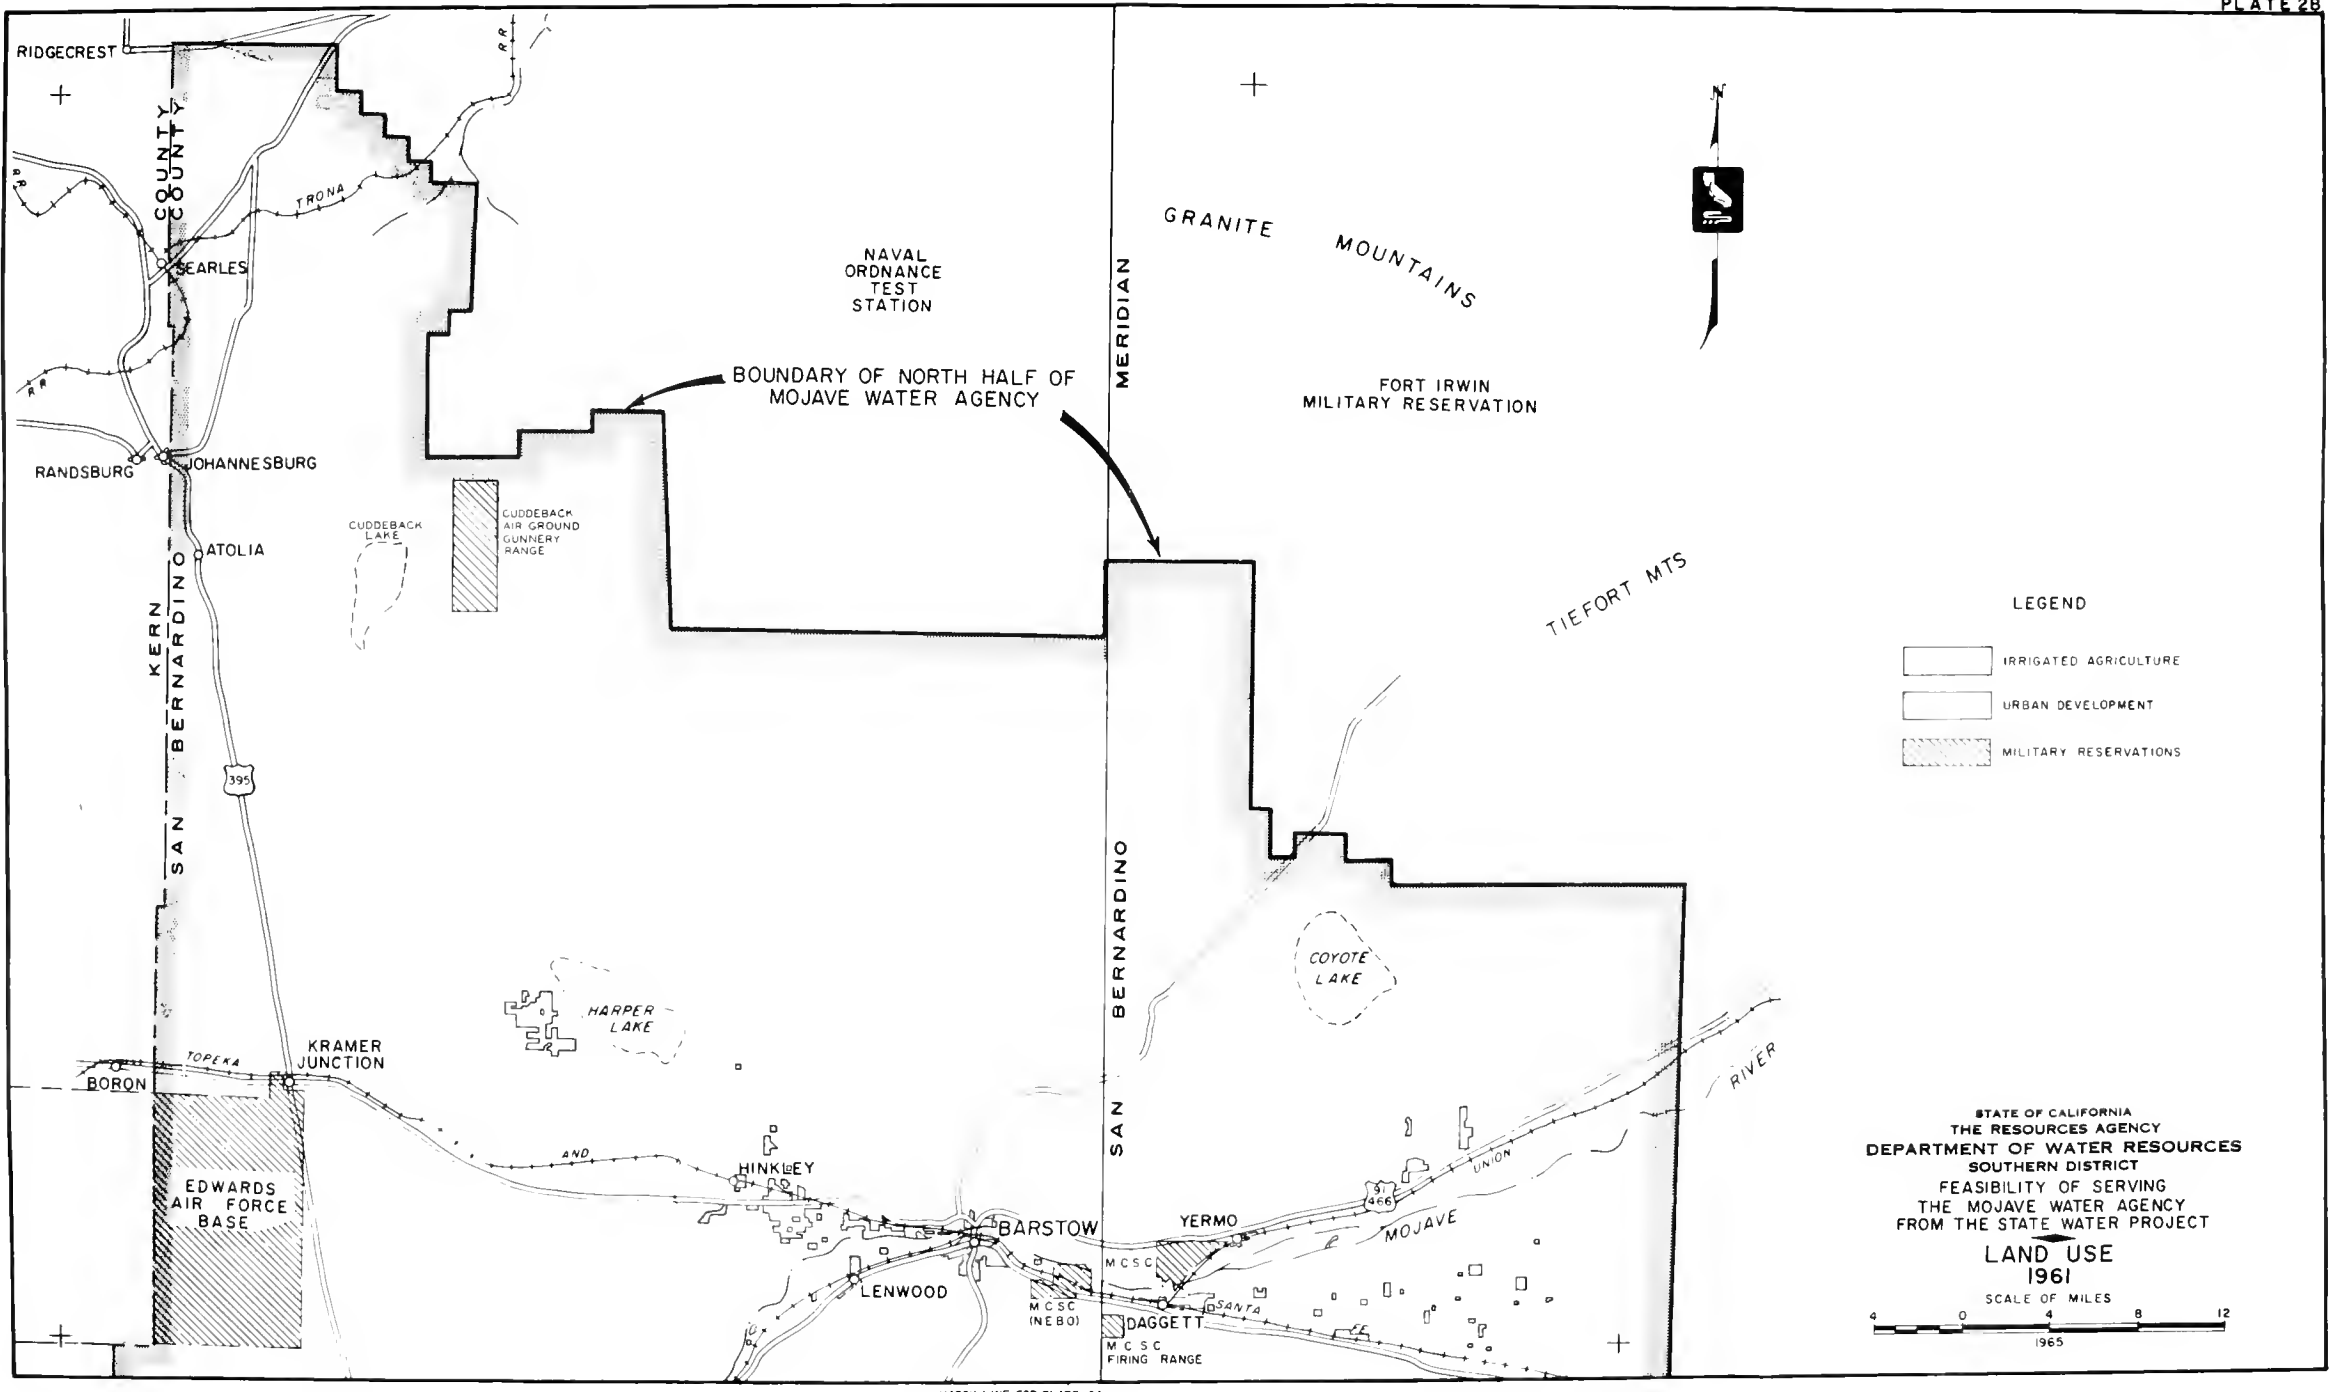 PLATE 2B
RIDGECREST
RR
N
COUNTY
COUNTY
RR
TRONA
SEARLES
GRANITE MOUNTAINS
NAVAL
ORDNANCE
TEST
STATION
MERIDIAN
RR
BOUNDARY OF NORTH HALF OF
MOJAVE WATER AGENCY
FORT IRWIN
MILITARY RESERVATION
RANDSBURG
JOHANNESBURG
CUDDEBACK
LAKE
CUDDEBACK
AIR GROUND
GUNNERY
RANGE
ATOLIA
TIEFORT MTS
KERN
SAN BERNARDINO
LEGEND
IRRIGATED AGRICULTURE
URBAN DEVELOPMENT
MILITARY RESERVATIONS
395
SAN BERNARDINO
COYOTE
LAKE
HARPER
LAKE
KRAMER
JUNCTION
TOPEKA
BORON
RIVER
EDWARDS
AIR FORCE
BASE
AND
HINKLEY
UNION
91
466
MOJAVE
YERMO
BARSTOW
MCSC
LENWOOD
MCSC
(NEBO)
SANTA
DAGGETT
MCSC
FIRING RANGE
FE
STATE OF CALIFORNIA
THE RESOURCES AGENCY
DEPARTMENT OF WATER RESOURCES
SOUTHERN DISTRICT
FEASIBILITY OF SERVING
THE MOJAVE WATER AGENCY
FROM THE STATE WATER PROJECT
LAND USE
1961
SCALE OF MILES
4 0 4 8 12
1965